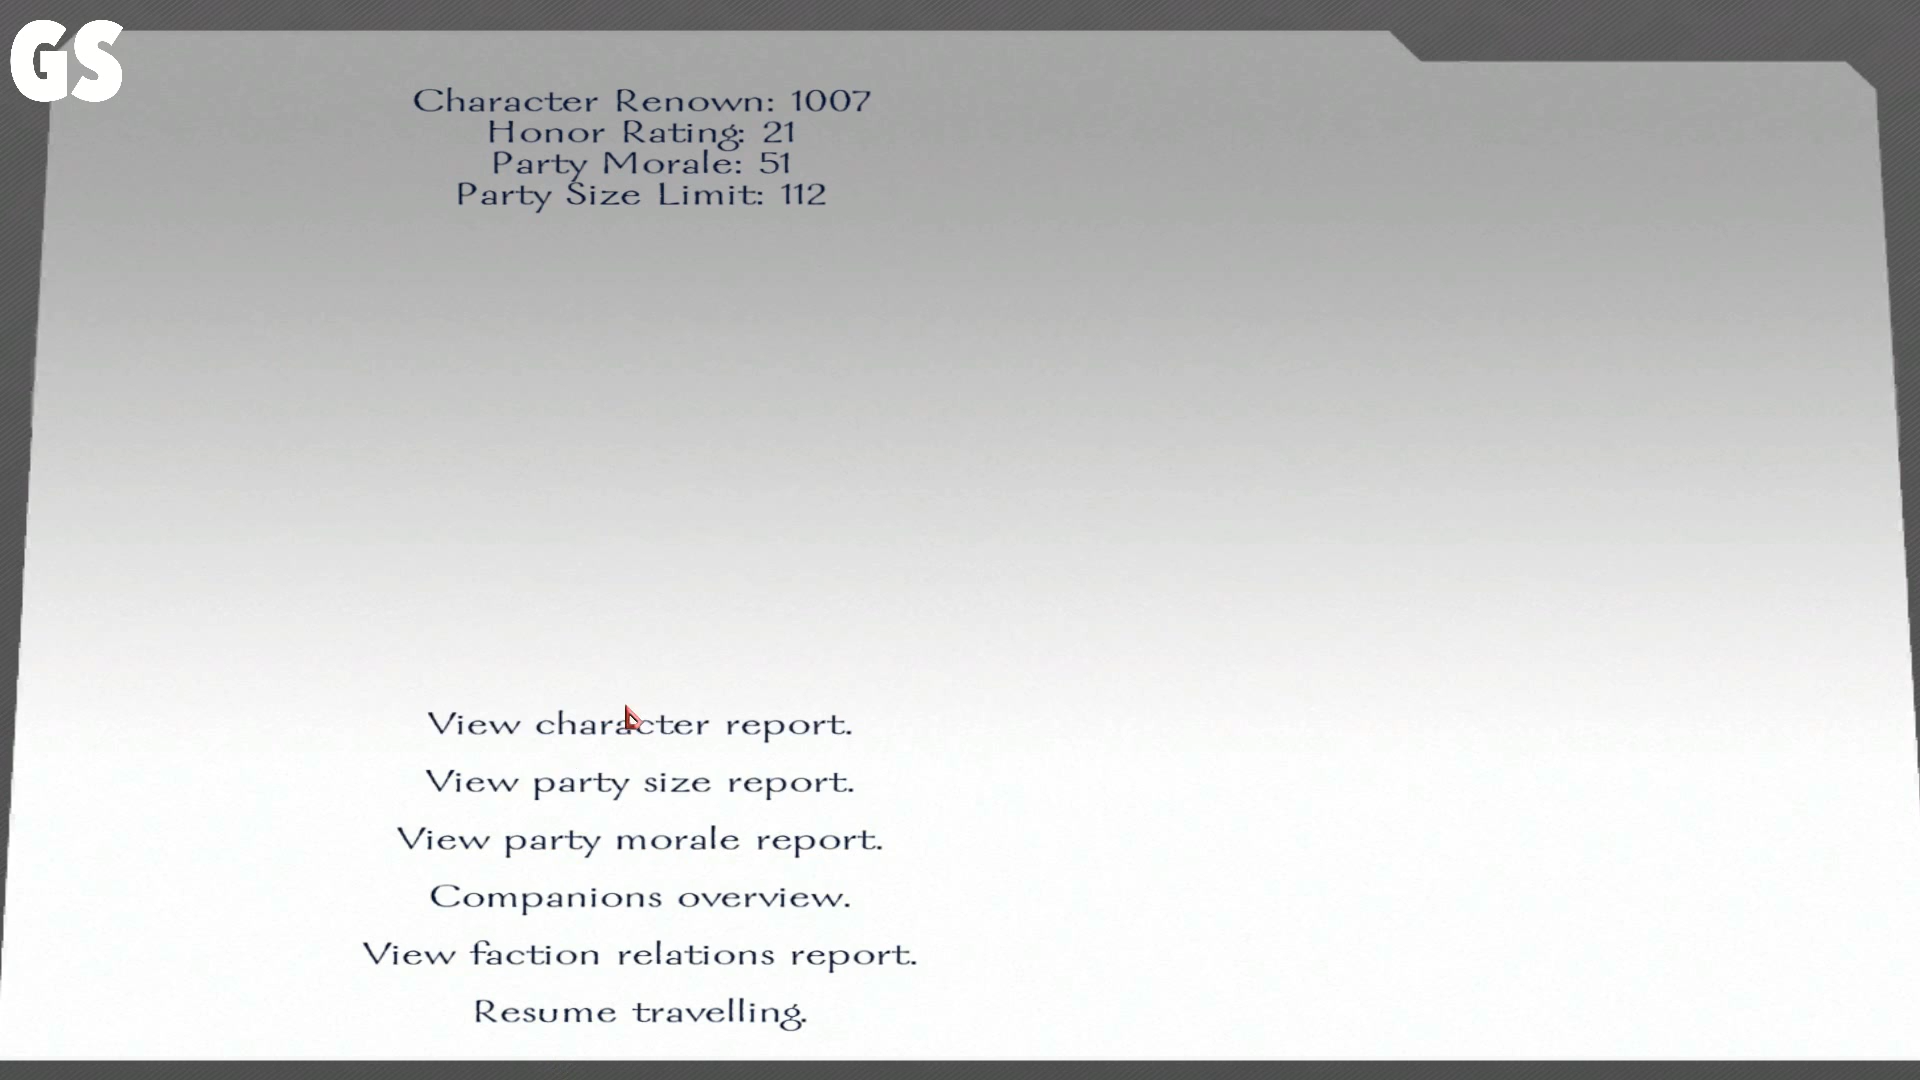 GS
Character Renown: 1007
Honor Rating: 21
Party Morale: 51
Party Size Limit: 112
View character report.
View party size report.
View party morale report.
Companions overview.
View faction relations report.
Resume travelling.